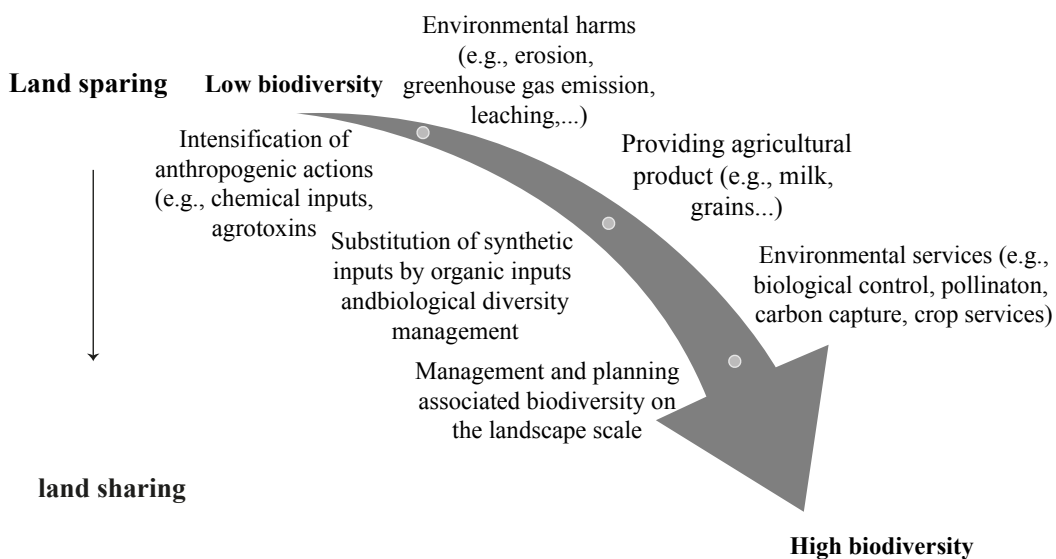 Environmental harms
(e.g., erosion,
greenhouse gas emission,
leaching,...)
Land sparing
Low biodiversity
Intensification of
anthropogenic actions
(e.g., chemical inputs,
agrotoxins
Providing agricultural
product (e.g., milk,
grains...)
Substitution of synthetic
inputs by organic inputs
andbiological diversity
management
Environmental services (e.g.,
biological control, pollinaton,
carbon capture, crop services)
Management and planning
associated biodiversity on
the landscape scale
land sharing
High biodiversity